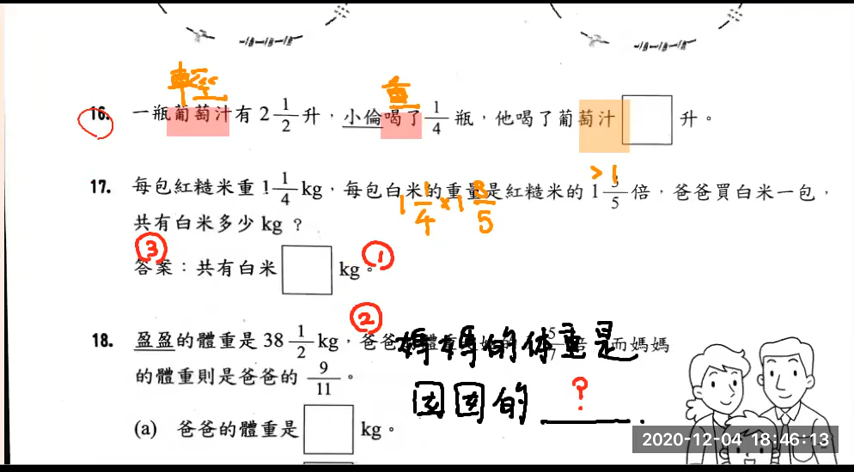 輕 重
16. 一瓶葡萄汁有 2 1/2 升，小倫喝了 1/4 瓶，他喝了葡萄汁 □ 升。
> 1
17. 每包紅糙米重 1 1/4 kg，每包白米的重量是紅糙米的 1 3/5 倍，爸爸買白米一包，
1 1/4 × 1 3/5
共有白米多少 kg？
③
答案：共有白米 □ kg。 ①
②
18. 盈盈的體重是 38 1/2 kg，爸爸 而媽媽
媽媽的体重是
的體重則是爸爸的 9/11。
囡囡的 ? .
(a) 爸爸的體重是 □ kg。
2020-12-04 18:46:13